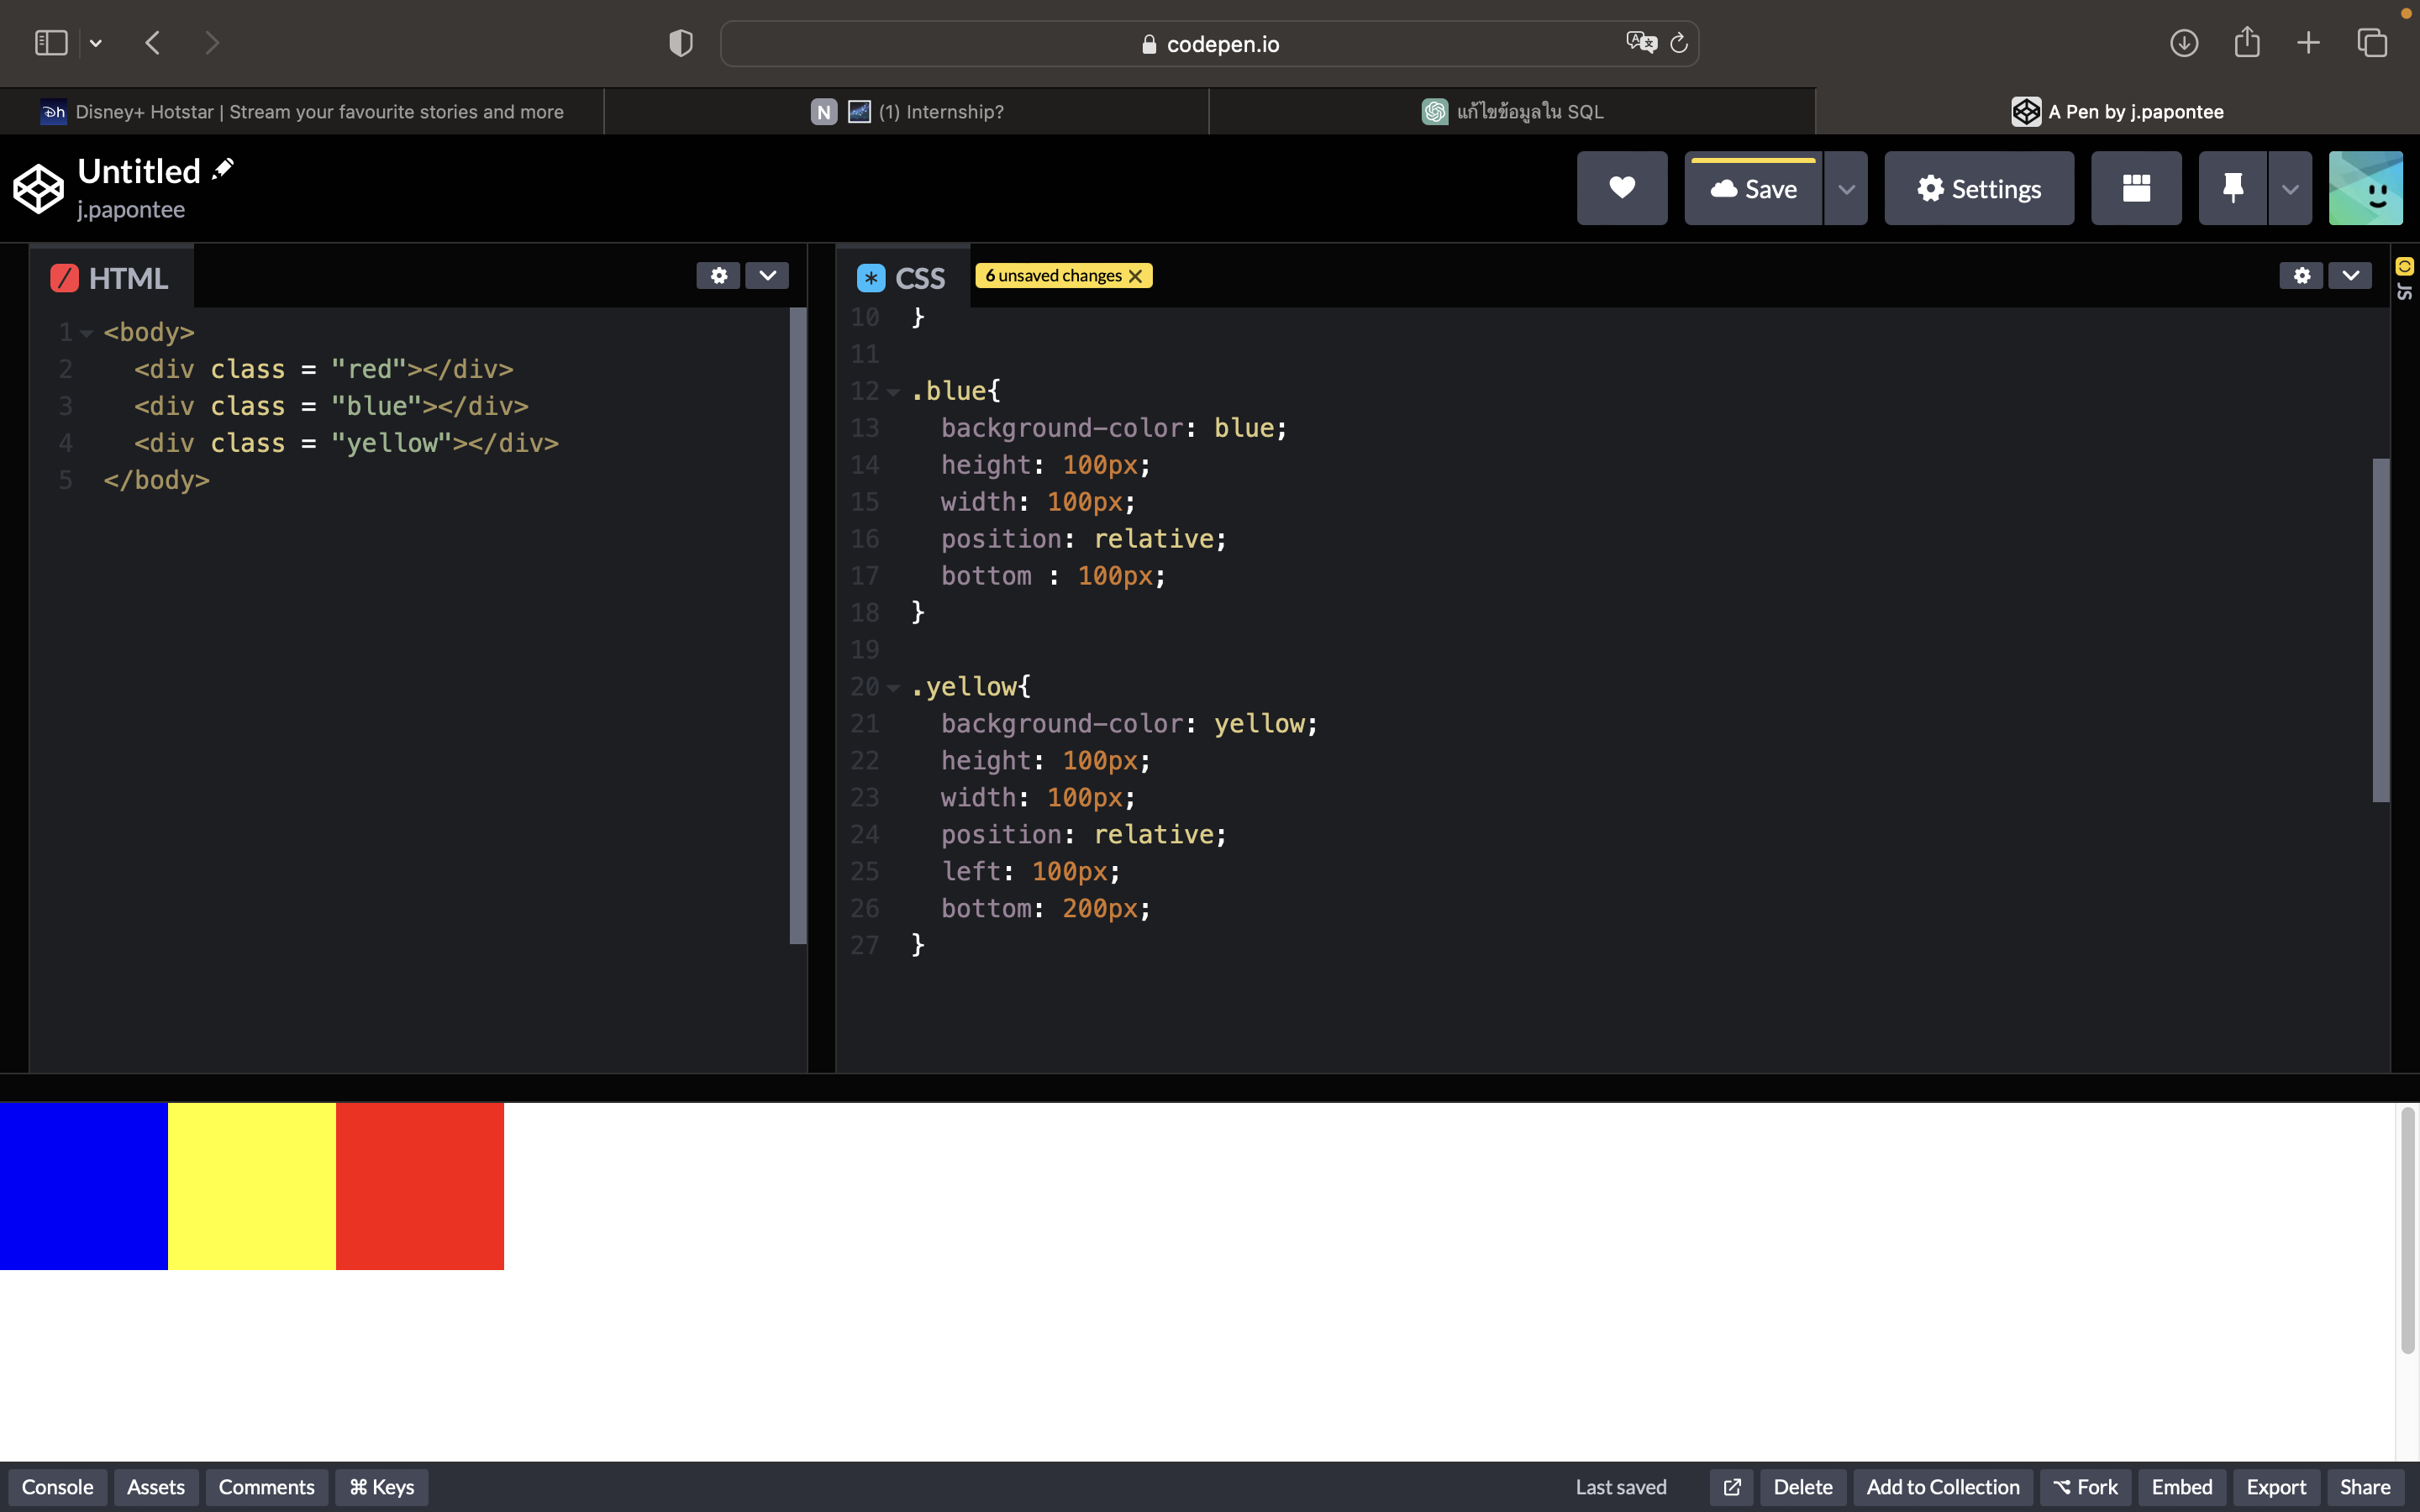 codepen.io
Disney+ Hotstar | Stream your favourite stories and more
N (1) Internship?
แก้ไขข้อมูลใน SQL
A Pen by j.papontee
Untitled
j.papontee
Save
Settings
HTML
1 <body>
2 <div class = "red"></div>
3 <div class = "blue"></div>
4 <div class = "yellow"></div>
5 </body>
CSS
6 unsaved changes
JS
10 }
11
12 .blue{
13 background-color: blue;
14 height: 100px;
15 width: 100px;
16 position: relative;
17 bottom : 100px;
18 }
19
20 .yellow{
21 background-color: yellow;
22 height: 100px;
23 width: 100px;
24 position: relative;
25 left: 100px;
26 bottom: 200px;
27 }
Console
Assets
Comments
⌘ Keys
Last saved
Delete
Add to Collection
Fork
Embed
Export
Share